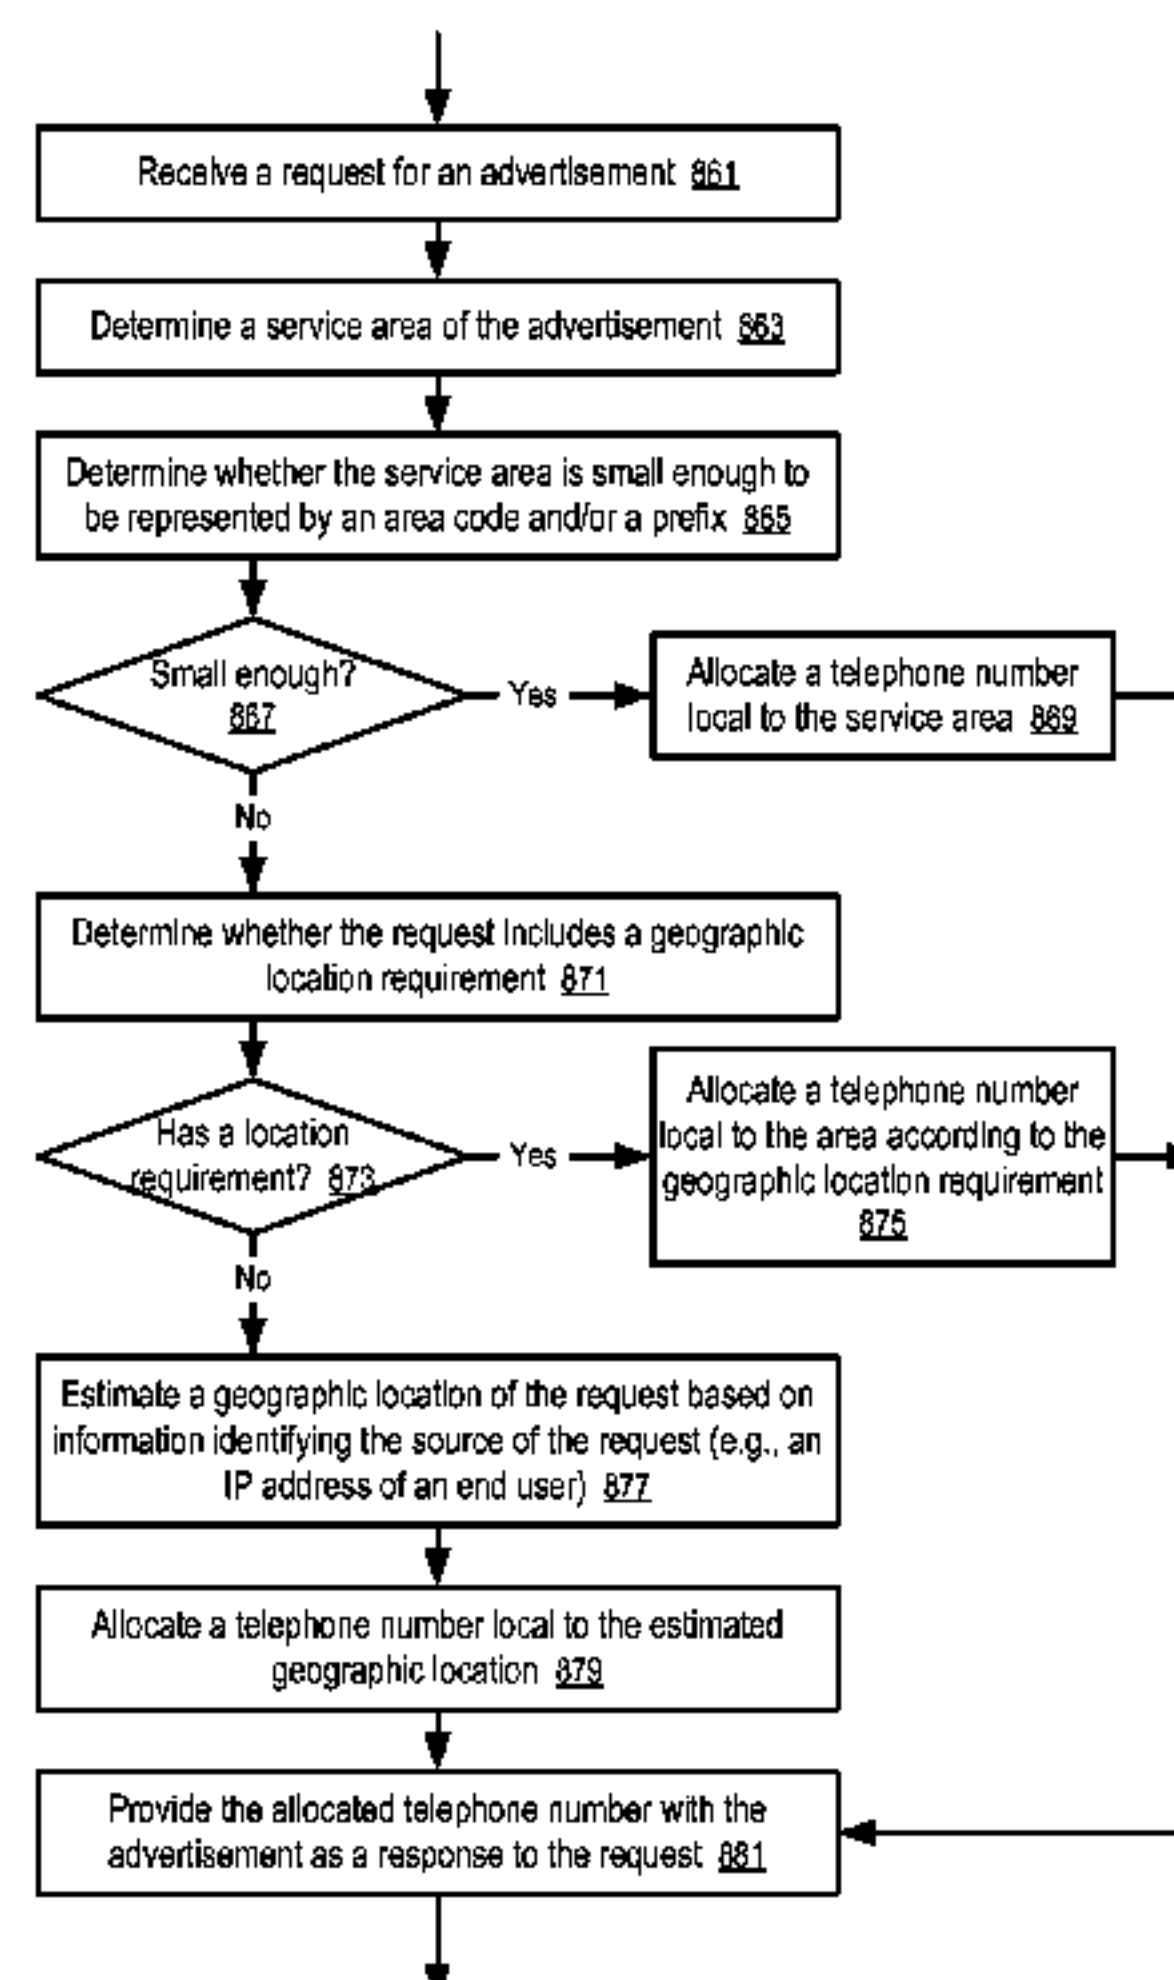 Receive a request for an advertisement 861
Determine a service area of the advertisement 863
Determine whether the service area is small enough to
be represented by an area code and/or a prefix 865
Small enough?
867
Yes
Allocate a telephone number
local to the service area 869
No
Determine whether the request includes a geographic
location requirement 871
Has a location
requirement? 873
Yes
Allocate a telephone number
local to the area according to the
geographic location requirement
875
No
Estimate a geographic location of the request based on
information identifying the source of the request (e.g., an
IP address of an end user) 877
Allocate a telephone number local to the estimated
geographic location 879
Provide the allocated telephone number with the
advertisement as a response to the request 881